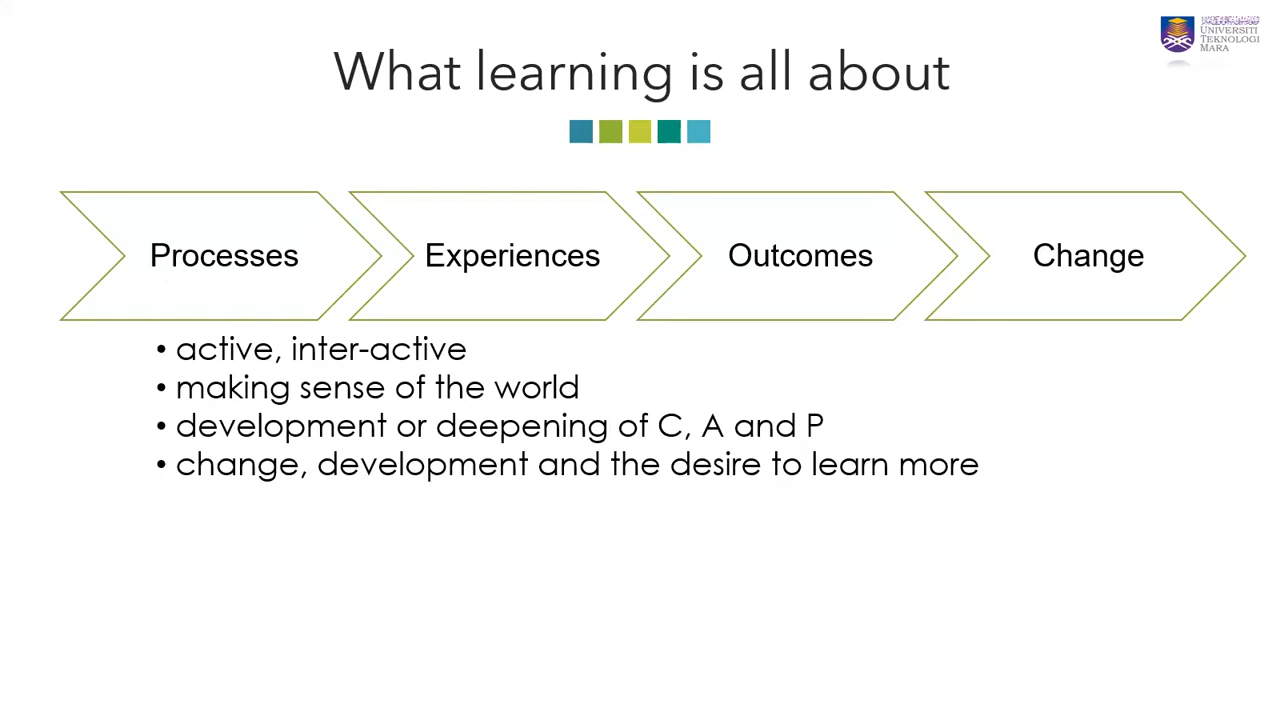 What learning is all about
UNIVERSITI
TEKNOLOGI
MARA
Processes
Experiences
Outcomes
Change
• active, inter-active
• making sense of the world
• development or deepening of C, A and P
• change, development and the desire to learn more